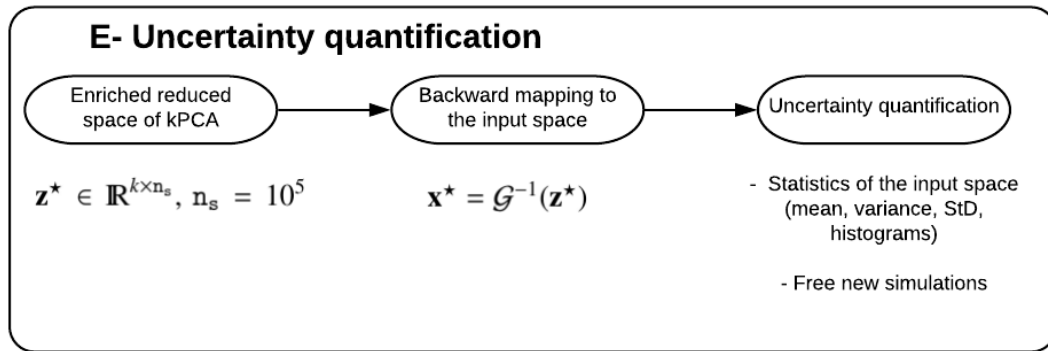 E- Uncertainty quantification
Enriched reduced
space of kPCA
Backward mapping to
the input space
Uncertainty quantification
𝐳★ ∈ ℝ^{k×n_s}, n_s = 10^5
𝐱★ = 𝒢^{-1}(𝐳★)
- Statistics of the input space
(mean, variance, StD,
histograms)
- Free new simulations